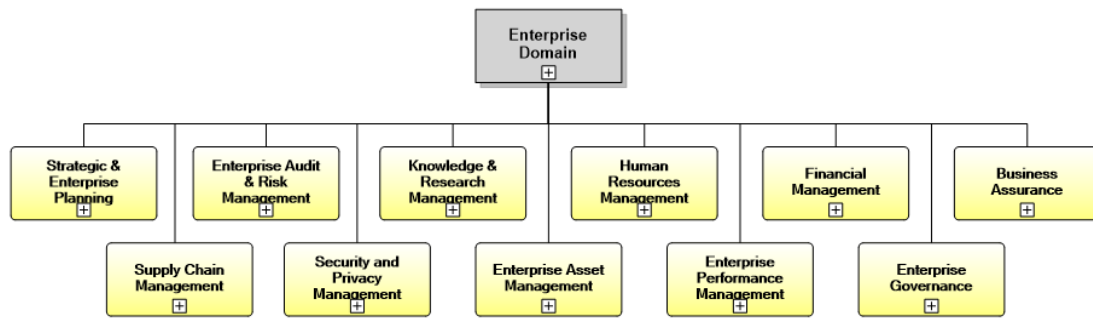 Enterprise
Domain
Strategic &
Enterprise
Planning
Enterprise Audit
& Risk
Management
Knowledge &
Research
Management
Human
Resources
Management
Financial
Management
Business
Assurance
Supply Chain
Management
Security and
Privacy
Management
Enterprise Asset
Management
Enterprise
Performance
Management
Enterprise
Governance